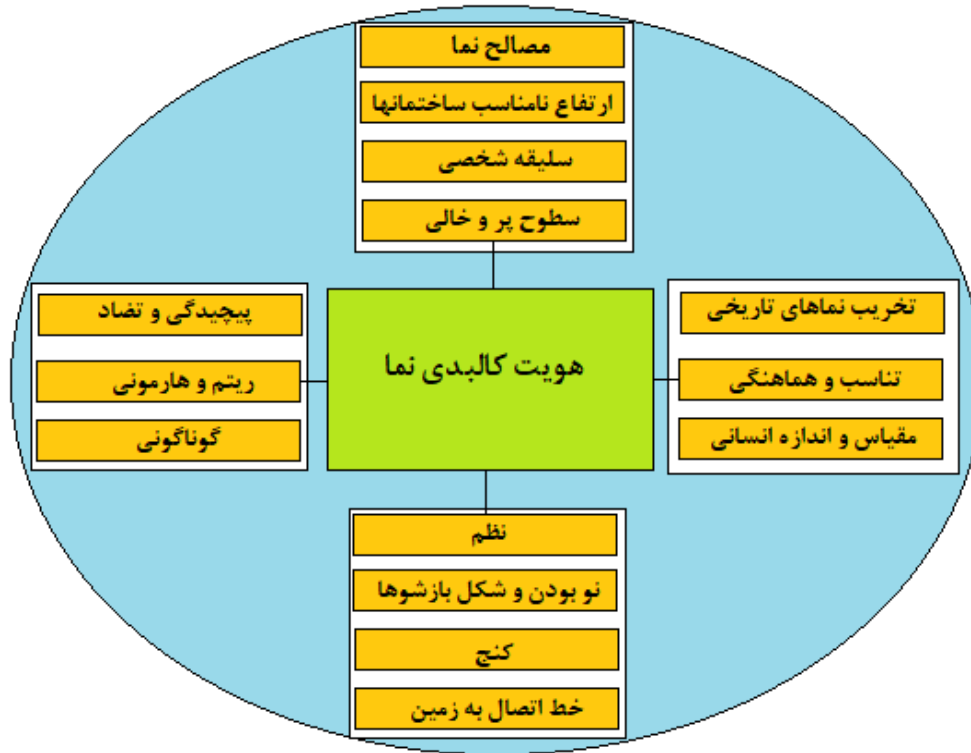 مصالح نما
ارتفاع نامناسب ساختمانها
سلیقه شخصی
سطوح پر و خالی
تخریب نماهای تاریخی
تناسب و هماهنگی
مقیاس و اندازه انسانی
هویت کالبدی نما
پیچیدگی و تضاد
ریتم و هارمونی
گوناگونی
نظم
نو بودن و شکل بازشوها
کنج
خط اتصال به زمین